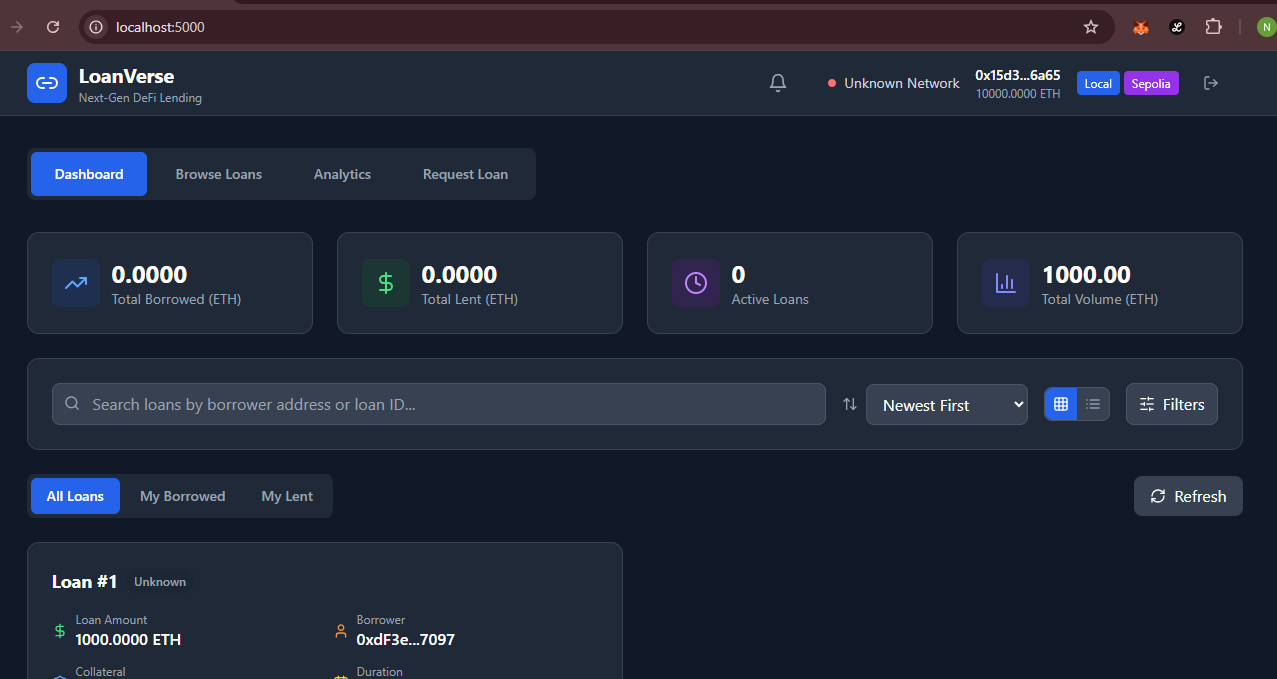 localhost:5000
N
LoanVerse
Next-Gen DeFi Lending
Unknown Network
0x15d3...6a65
10000.0000 ETH
Local
Sepolia
Dashboard
Browse Loans
Analytics
Request Loan
0.0000
Total Borrowed (ETH)
0.0000
Total Lent (ETH)
0
Active Loans
1000.00
Total Volume (ETH)
Search loans by borrower address or loan ID...
Newest First
Filters
All Loans
My Borrowed
My Lent
Refresh
Loan #1
Unknown
Loan Amount
1000.0000 ETH
Borrower
0xdF3e...7097
Collateral
Duration